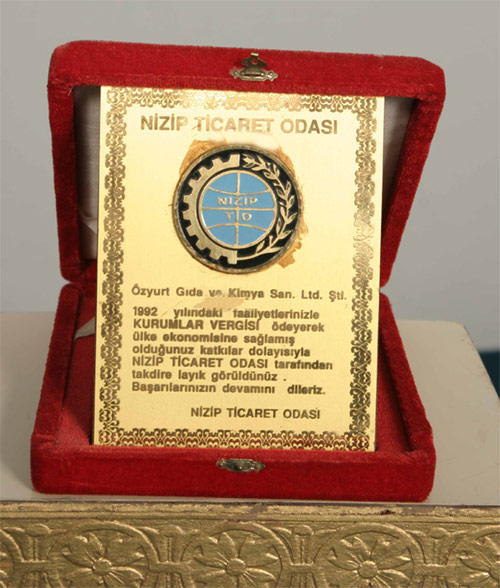 NİZİP TİCARET ODASI
NİZİP
TO
Özyurt Gıda ve Kimya San. Ltd. Şti.
1992 yılındaki faaliyetlerinizle
KURUMLAR VERGİSİ ödeyerek
ülke ekonomisine sağlamış
olduğunuz katkılar dolayısıyla
NİZİP TİCARET ODASI tarafından
takdire layık görüldünüz .
Başarılarınızın devamını dileriz.
NİZİP TİCARET ODASI